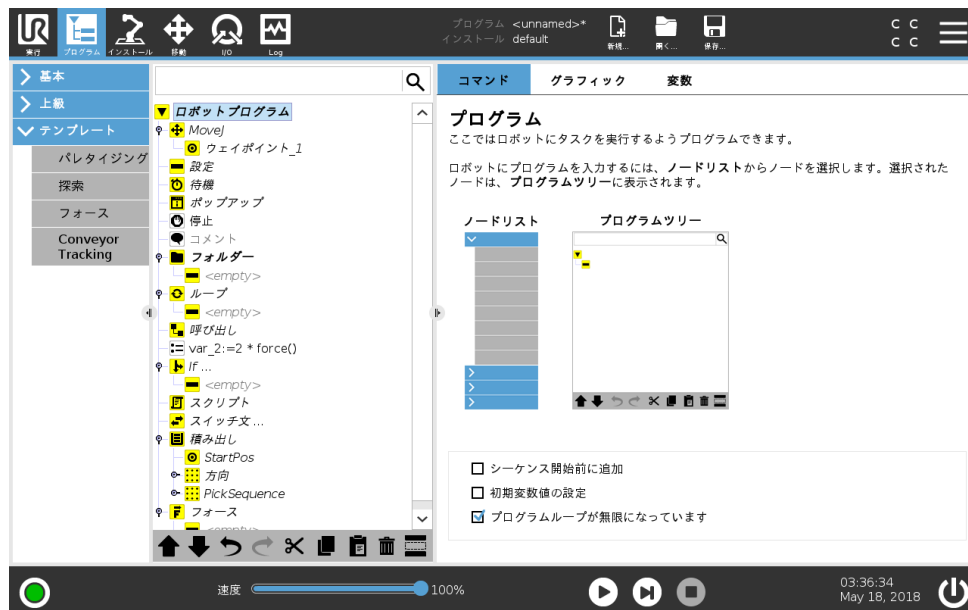 UR
実行
プログラム
インストール
移動
I/O
Log
プログラム <unnamed>*
インストール default
新規...
開く...
保存...
C C
C C
基本
上級
テンプレート
パレタイジング
探索
フォース
Conveyor
Tracking
ロボットプログラム
MoveJ
ウェイポイント_1
設定
待機
ポップアップ
停止
コメント
フォルダー
<empty>
ループ
<empty>
呼び出し
var_2:=2 * force()
If ...
<empty>
スクリプト
スイッチ文 ...
積み出し
StartPos
方向
PickSequence
フォース
<empty>
コマンド
グラフィック
変数
プログラム
ここではロボットにタスクを実行するようプログラムできます。
ロボットにプログラムを入力するには、ノードリストからノードを選択します。選択された
ノードは、プログラムツリーに表示されます。
ノードリスト
プログラムツリー
シーケンス開始前に追加
初期変数値の設定
プログラムループが無限になっています
速度
100%
03:36:34
May 18, 2018